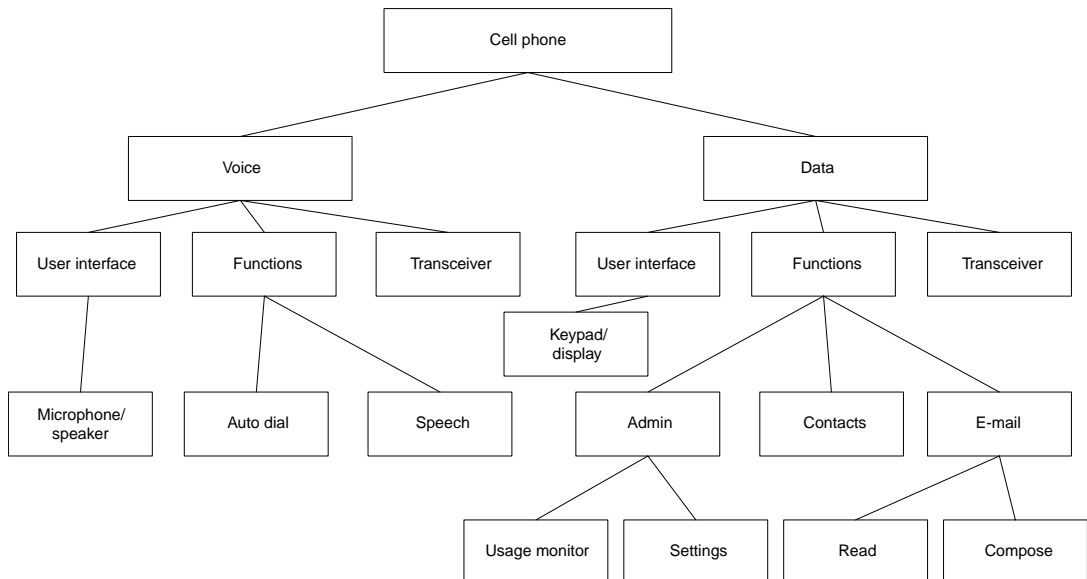 Cell phone
Voice
Data
User interface
Functions
Transceiver
User interface
Functions
Transceiver
Keypad/
display
Microphone/
speaker
Auto dial
Speech
Admin
Contacts
E-mail
Usage monitor
Settings
Read
Compose